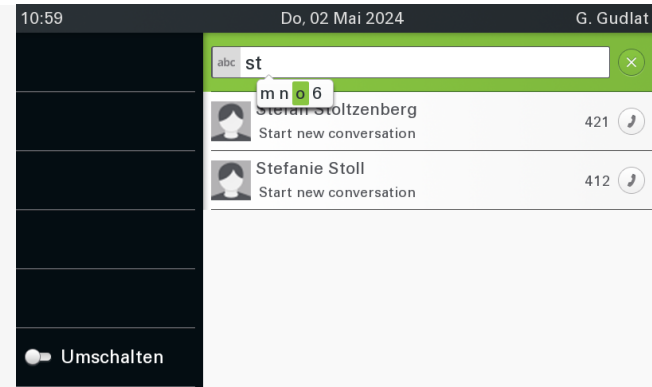 10:59 Do, 02 Mai 2024 G. Gudlat
abc st
m n o 6
Stefan Stoltzenberg
Start new conversation
421
Stefanie Stoll
Start new conversation
412
Umschalten